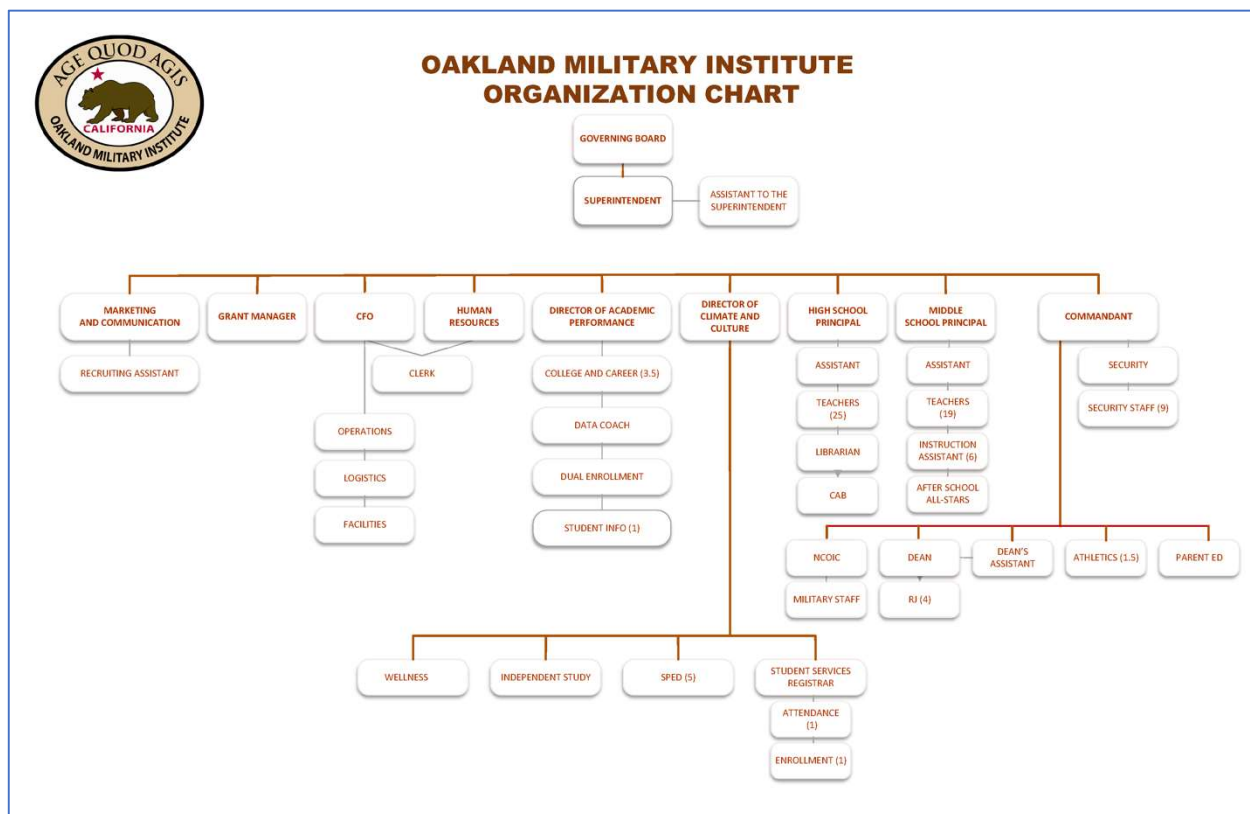 AGE QUOD AGIS
CALIFORNIA
OAKLAND MILITARY INSTITUTE
OAKLAND MILITARY INSTITUTE
ORGANIZATION CHART
GOVERNING BOARD
SUPERINTENDENT
ASSISTANT TO THE
SUPERINTENDENT
MARKETING
AND COMMUNICATION
GRANT MANAGER
CFO
HUMAN
RESOURCES
DIRECTOR OF ACADEMIC
PERFORMANCE
DIRECTOR OF
CLIMATE AND
CULTURE
HIGH SCHOOL
PRINCIPAL
MIDDLE
SCHOOL PRINCIPAL
COMMANDANT
RECRUITING ASSISTANT
CLERK
COLLEGE AND CAREER (3.5)
ASSISTANT
ASSISTANT
SECURITY
OPERATIONS
DATA COACH
TEACHERS
(25)
TEACHERS
(19)
SECURITY STAFF (9)
LOGISTICS
DUAL ENROLLMENT
LIBRARIAN
INSTRUCTION
ASSISTANT (6)
FACILITIES
STUDENT INFO (1)
CAB
AFTER SCHOOL
ALL-STARS
NCOIC
DEAN
DEAN'S
ASSISTANT
ATHLETICS (1.5)
PARENT ED
MILITARY STAFF
RJ (4)
WELLNESS
INDEPENDENT STUDY
SPED (5)
STUDENT SERVICES
REGISTRAR
ATTENDANCE
(1)
ENROLLMENT (1)